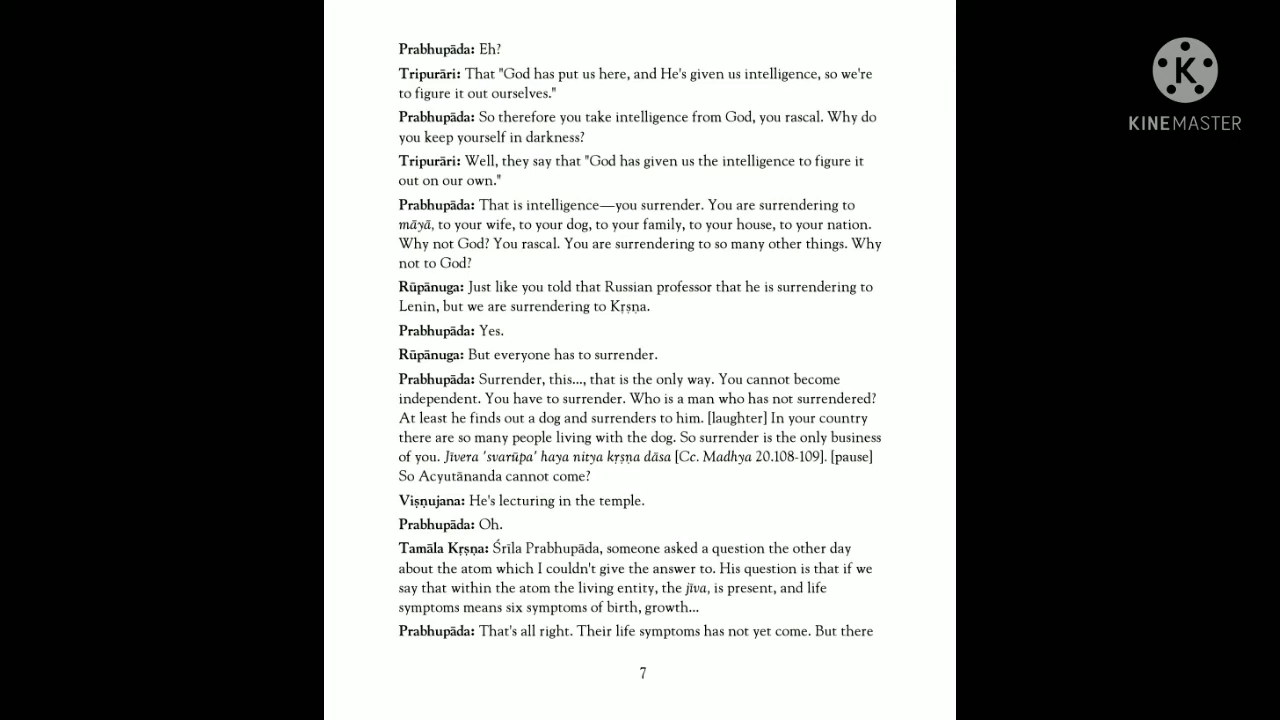 Prabhupāda: Eh?
Tripurāri: That "God has put us here, and He's given us intelligence, so we're
to figure it out ourselves."
Prabhupāda: So therefore you take intelligence from God, you rascal. Why do
you keep yourself in darkness?
Tripurāri: Well, they say that "God has given us the intelligence to figure it
out on our own."
Prabhupāda: That is intelligence—you surrender. You are surrendering to
māyā, to your wife, to your dog, to your family, to your house, to your nation.
Why not God? You rascal. You are surrendering to so many other things. Why
not to God?
Rūpānuga: Just like you told that Russian professor that he is surrendering to
Lenin, but we are surrendering to Kṛṣṇa.
Prabhupāda: Yes.
Rūpānuga: But everyone has to surrender.
Prabhupāda: Surrender, this..., that is the only way. You cannot become
independent. You have to surrender. Who is a man who has not surrendered?
At least he finds out a dog and surrenders to him. [laughter] In your country
there are so many people living with the dog. So surrender is the only business
of you. Jīvera 'svarūpa' haya nitya kṛṣṇa dāsa [Cc. Madhya 20.108-109]. [pause]
So Acyutānanda cannot come?
Viṣṇujana: He's lecturing in the temple.
Prabhupāda: Oh.
Tamāla Kṛṣṇa: Śrīla Prabhupāda, someone asked a question the other day
about the atom which I couldn't give the answer to. His question is that if we
say that within the atom the living entity, the jīva, is present, and life
symptoms means six symptoms of birth, growth...
Prabhupāda: That's all right. Their life symptoms has not yet come. But there
7
K
KINEMASTER